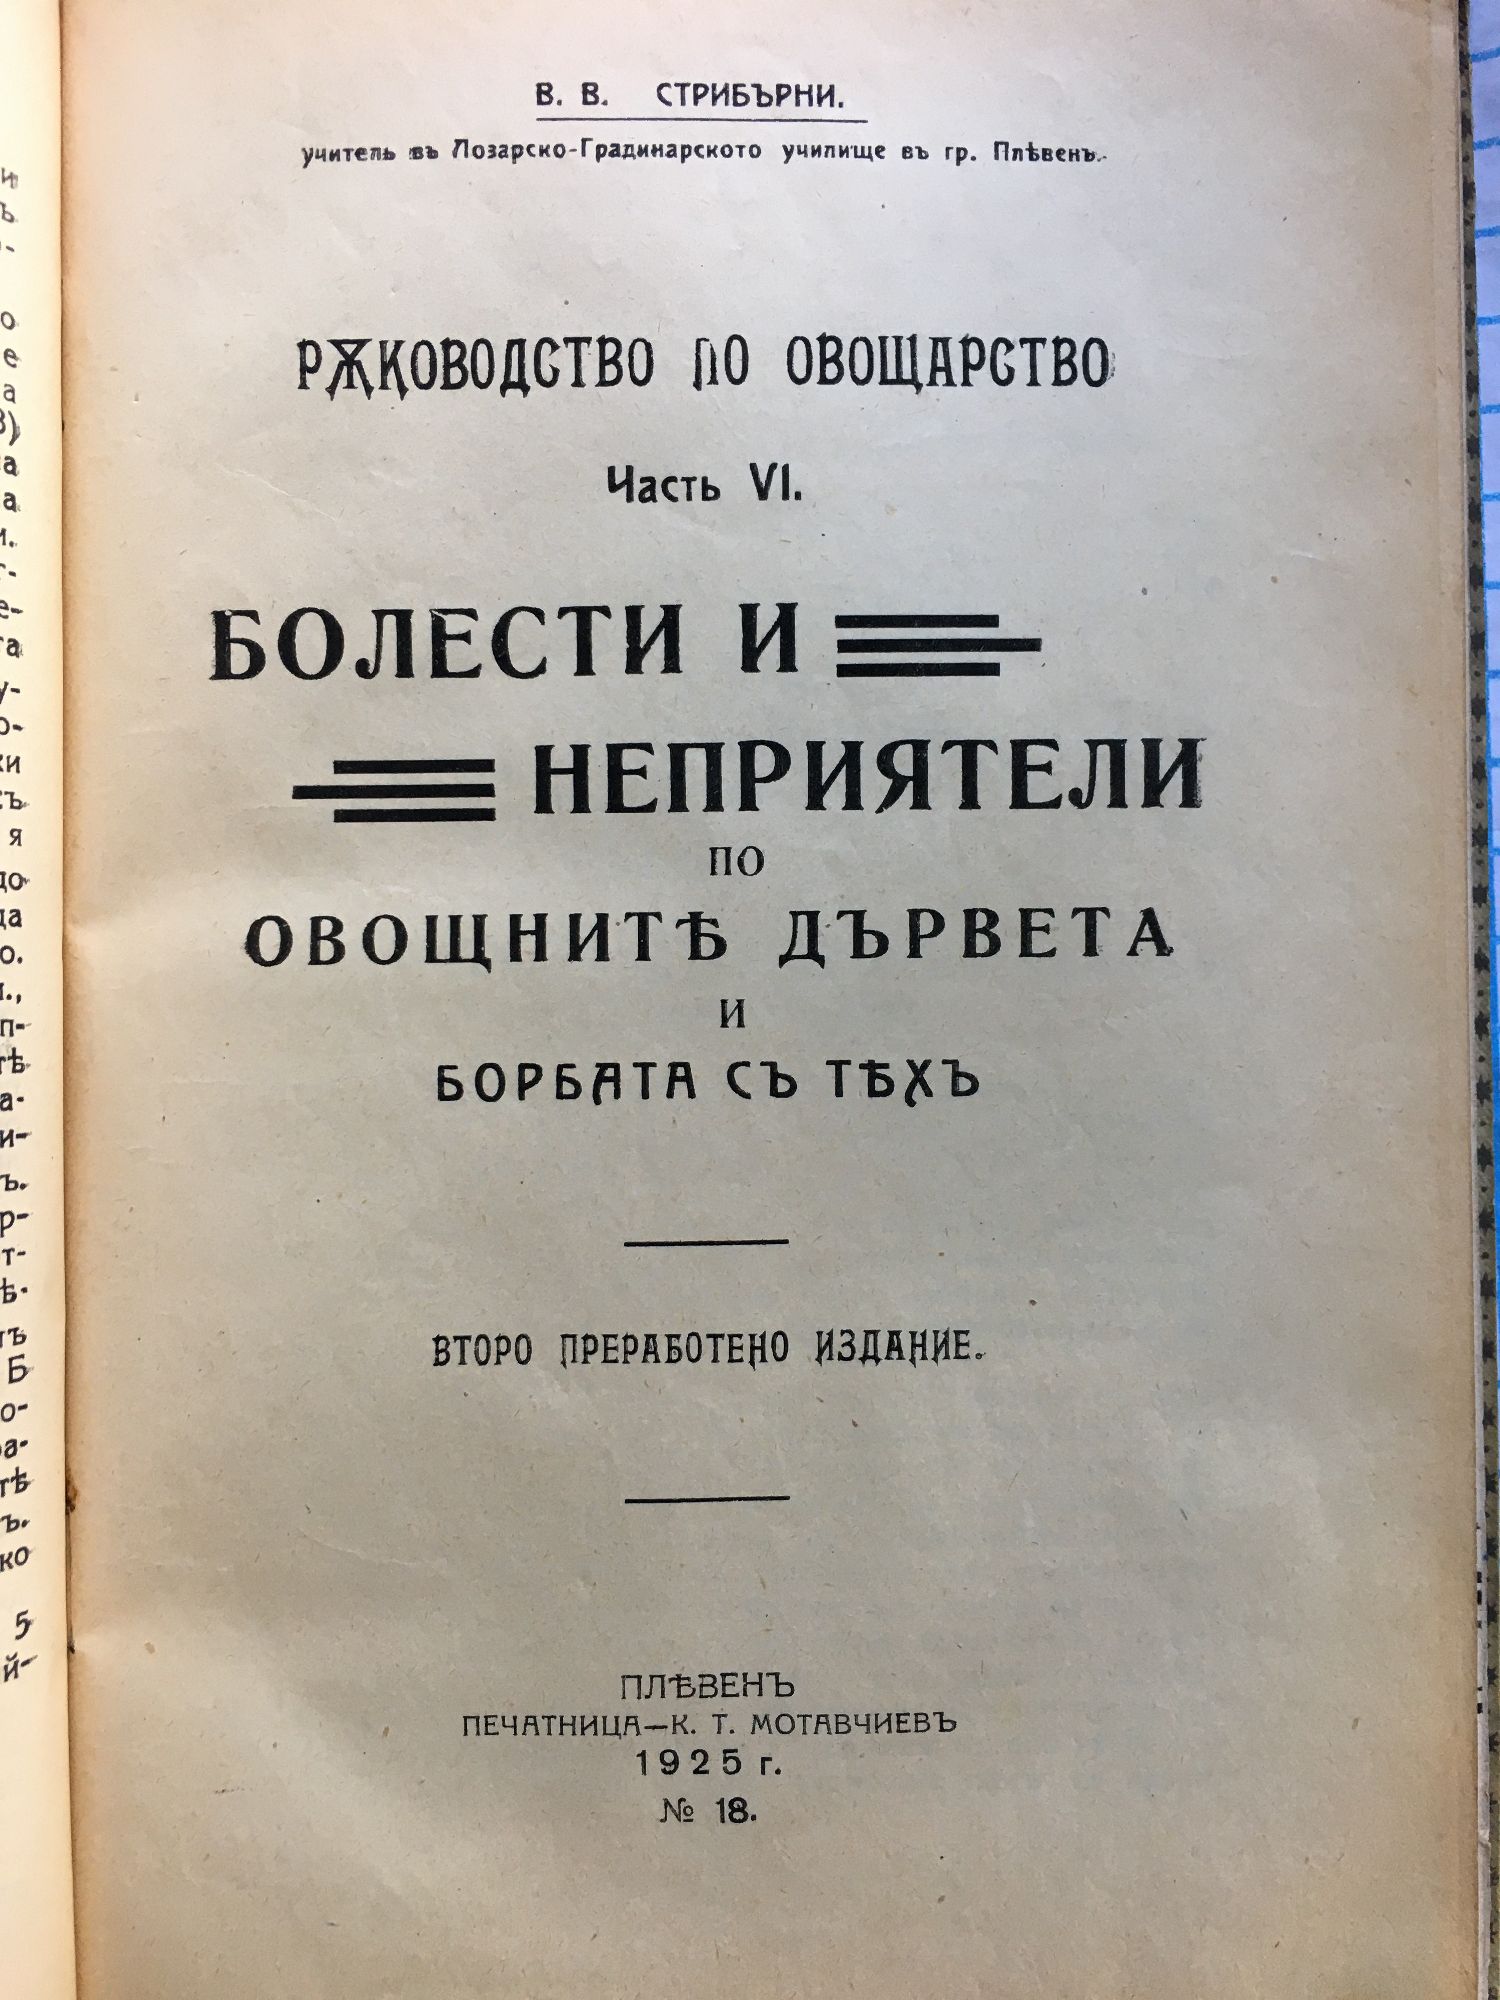 В. В. СТРИБЪРНИ.
учитель въ Лозарско-Градинарското училище въ гр. Плѣвенъ.
РѪКОВОДСТВО ПО ОВОЩАРСТВО
Часть VI.
БОЛЕСТИ И
НЕПРИЯТЕЛИ
ПО
ОВОЩНИТѢ ДЪРВЕТА
И
БОРБАТА СЪ ТѢХЪ
ВТОРО ПРЕРАБОТЕНО ИЗДАНИЕ.
ПЛѢВЕНЪ
ПЕЧАТНИЦА—К. Т. МОТАВЧИЕВЪ
1925 г.
№ 18.